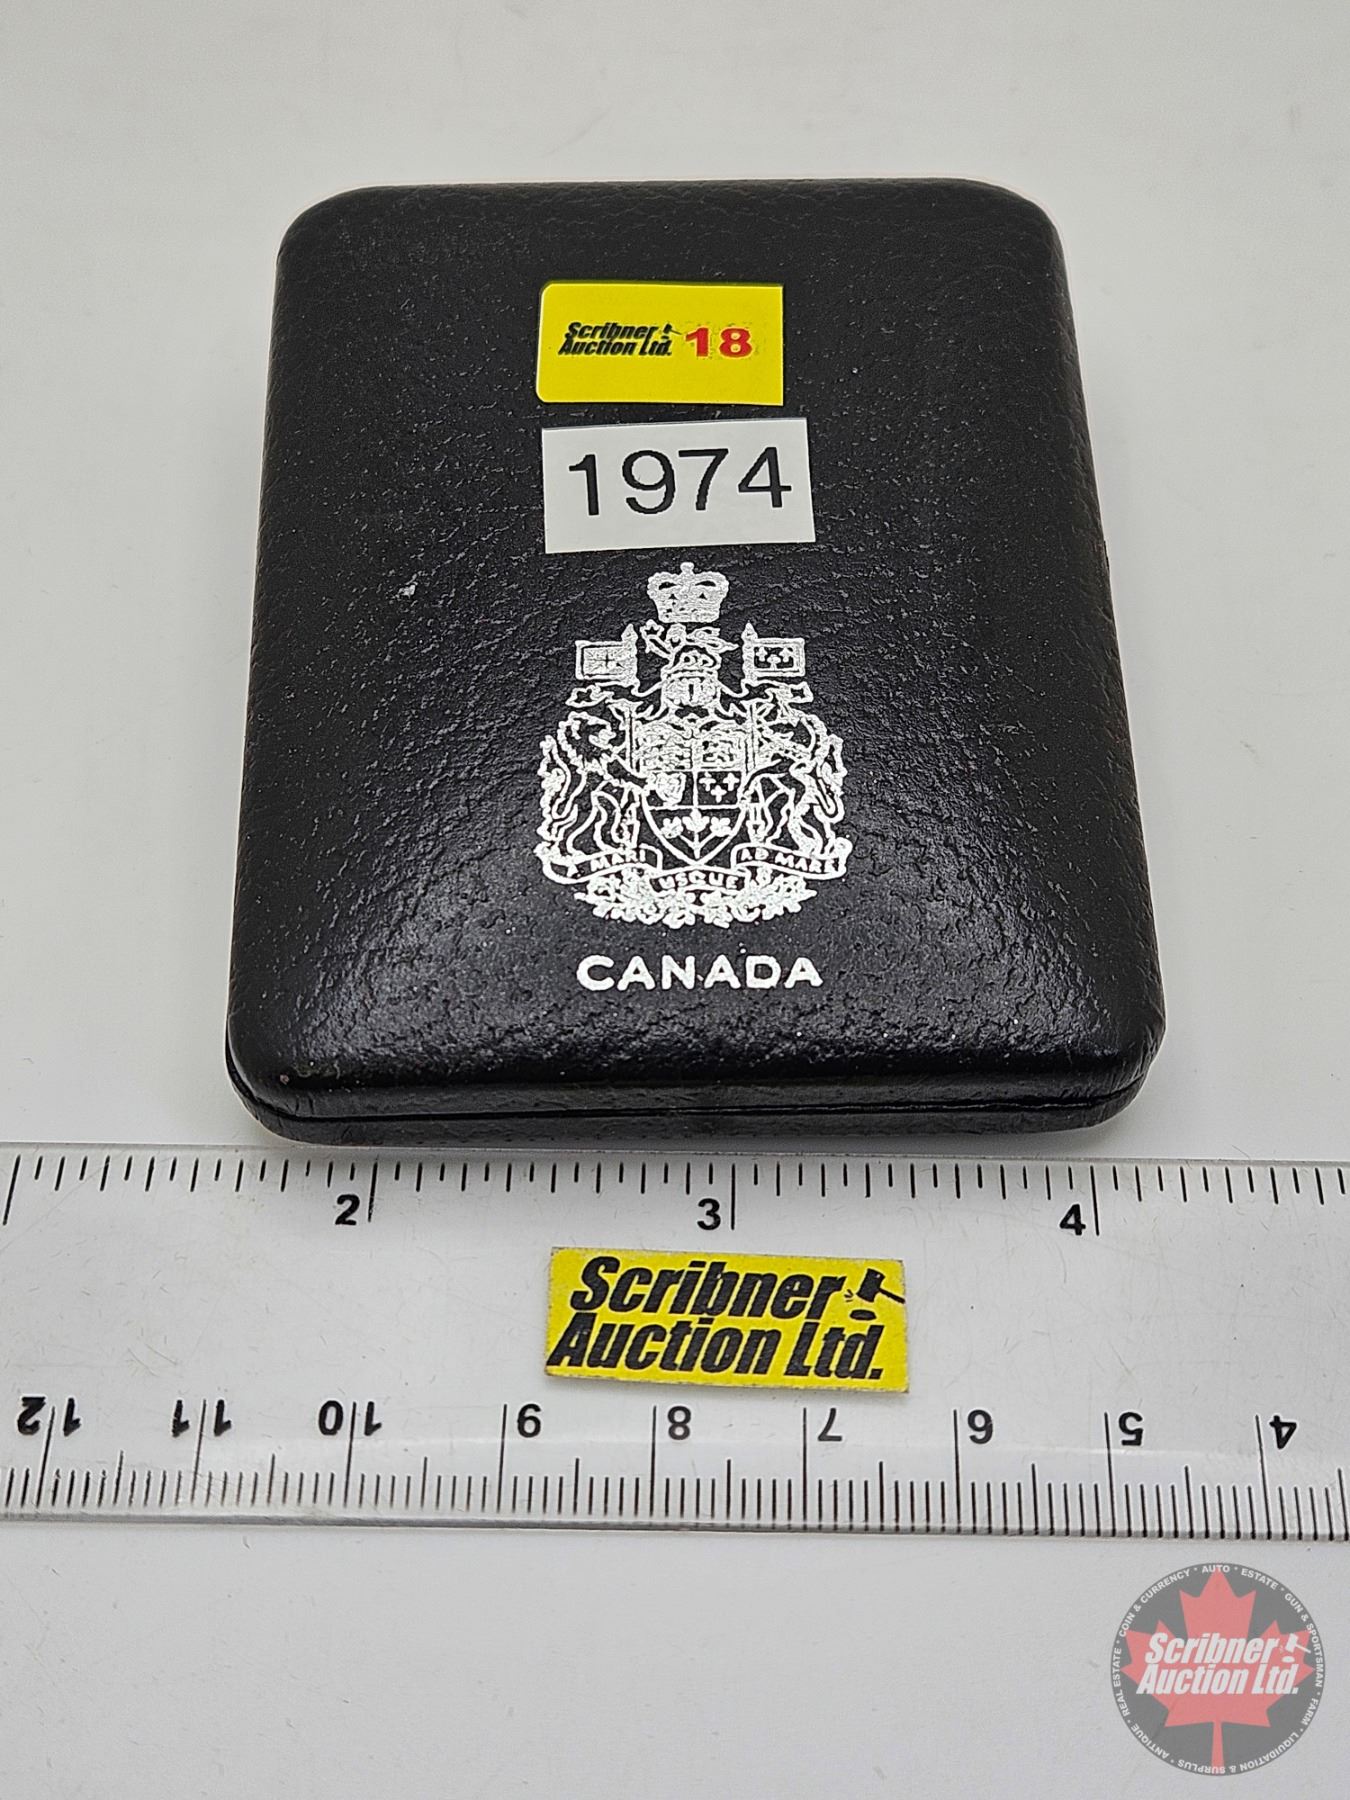 Scribner
Auction Ltd. 18
1974
A MARI USQUE AD MARE
CANADA
2 3 4
Scribner
Auction Ltd.
12 11 10 9 8 7 6 5 4
COIN & CURRENCY · AUTO · ESTATE · GUN & SPORTSMAN · FARM · LIQUIDATION & SURPLUS · ANTIQUE · REAL ESTATE ·
Scribner
Auction Ltd.